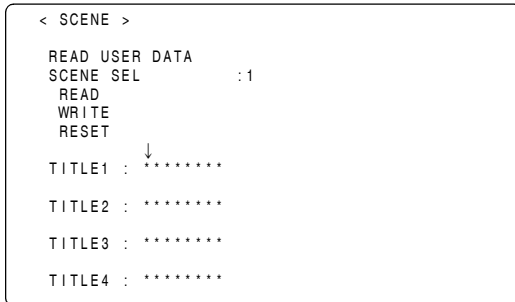 < SCENE >
READ USER DATA
SCENE SEL :1
READ
WRITE
RESET
↓
TITLE1 : ********
TITLE2 : ********
TITLE3 : ********
TITLE4 : ********